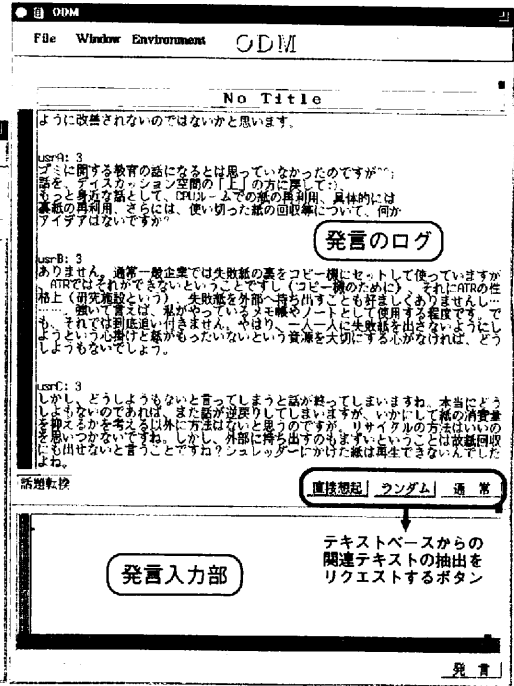 ODM
File Window Environment ODM
No Title
ように改善されないのではないかと思います。
usrA: 3
ゴミに関する教育の話になるとは思っていなかったのですが^^;
話を、ディスカッション空間の「上」の方に戻して:)
もっと身近な話として、CPUルームでの紙の再利用、具体的には
裏紙の再利用、さらには、使い切った紙の回収等について、何か
アイデアはないですか?
発言のログ
usrB: 3
ありません。通常一般企業では失敗紙の裏をコピー機にセットして使っていますが
、ATRではそれができないということですし(コピー機のために)、それにATRの性
格上(研究施設という)、失敗紙を外部へ持ち出すことも好ましくありませんし…
……強いて言えば、私がやっているメモ帳やノートとして使用する程度です。で
も、それでは到底追い付きません。やはり、一人一人に失敗紙を出さないようにし
ようという心掛けと紙がもったいないという資源を大切にする心がなければ、どう
しようもないでしょう。
usrC: 3
しかし、どうしようもないと言ってしまうと話が終ってしまいますね。本当にどう
しよもないのであれば、また話が逆戻りしてしまいますが、いかにして紙の消費量
を抑えるかを考える以外に方法はないと思うのですが。リサイクルの方法はいいの
を思いつかないですね。しかし、外部に持ち出すのもまずいということは故紙回収
にも出せないと言うことですね?シュレッダーにかけた紙は再生できないんでした
よね。
話題転換
直接想起 ランダム 通常
テキストベースからの
関連テキストの抽出を
リクエストするボタン
発言入力部
発言